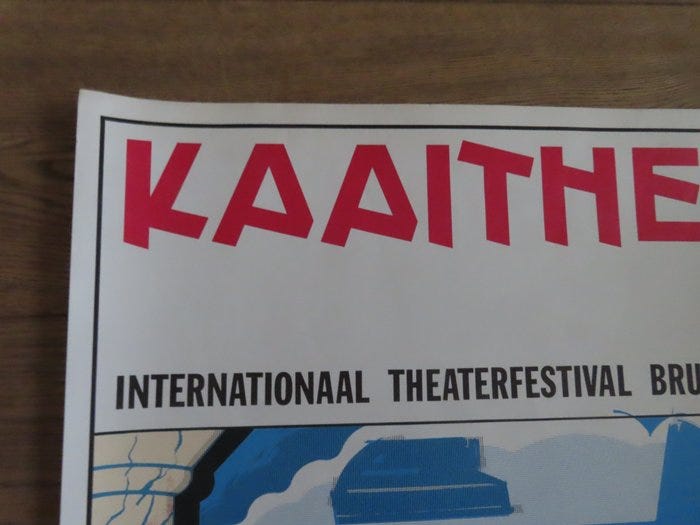 KAAITHE
INTERNATIONAAL THEATERFESTIVAL BRU